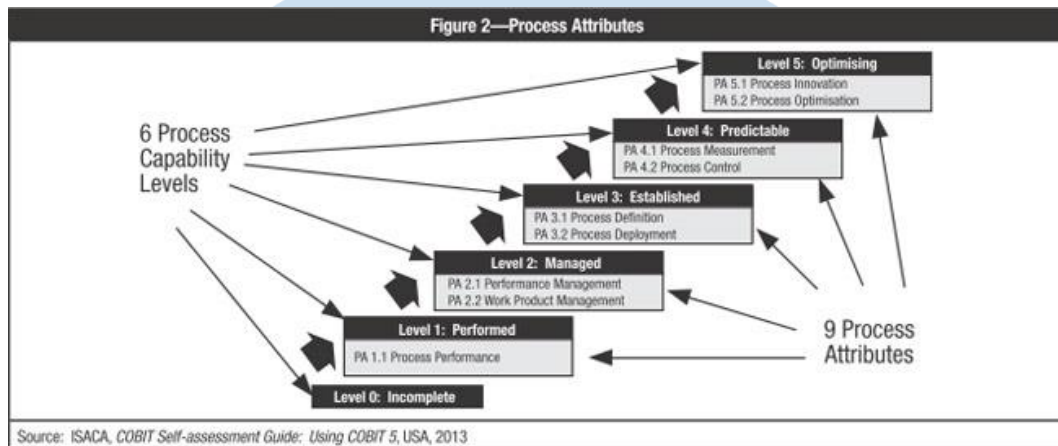 Figure 2—Process Attributes
Level 5: Optimising
PA 5.1 Process Innovation
PA 5.2 Process Optimisation
6 Process
Capability
Levels
Level 4: Predictable
PA 4.1 Process Measurement
PA 4.2 Process Control
Level 3: Established
PA 3.1 Process Definition
PA 3.2 Process Deployment
Level 2: Managed
PA 2.1 Performance Management
PA 2.2 Work Product Management
Level 1: Performed
PA 1.1 Process Performance
9 Process
Attributes
Level 0: Incomplete
Source: ISACA, COBIT Self-assessment Guide: Using COBIT 5, USA, 2013